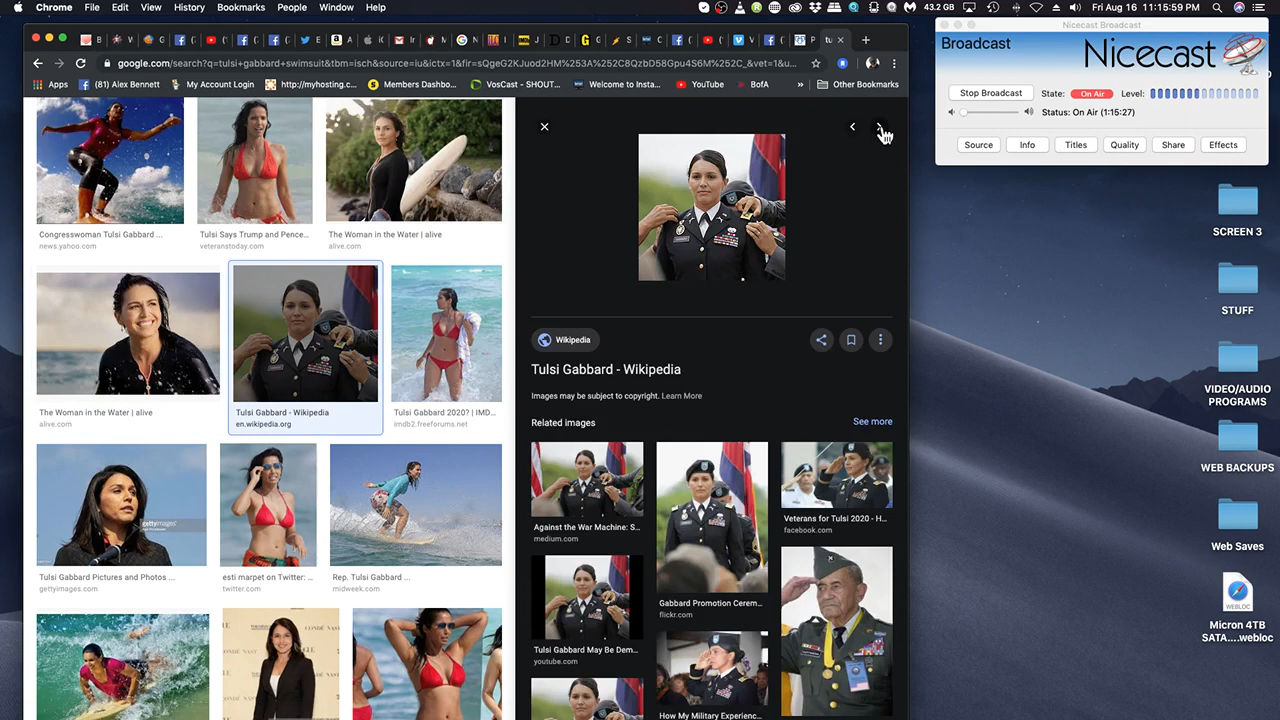 Chrome File Edit View History Bookmarks People Window Help
43.2 GB Fri Aug 16 11:15:59 PM
google.com/search?q=tulsi+gabbard+swimsuit&tbm=isch&source=iu&ictx=1&fir=
Apps (81) Alex Bennett My Account Login http://myhosting.c... Members Dashbo... VosCast - SHOUT... Welcome to Insta... YouTube BofA » Other Bookmarks
Congresswoman Tulsi Gabbard ...
news.yahoo.com
Tulsi Says Trump and Pence...
veteranstoday.com
The Woman in the Water | alive
alive.com
The Woman in the Water | alive
alive.com
Tulsi Gabbard - Wikipedia
en.wikipedia.org
Tulsi Gabbard 2020? | IMD...
imdb2.freeforums.net
gettyimages
Tulsi Gabbard Pictures and Photos ...
gettyimages.com
esti marpet on Twitter: ...
twitter.com
Rep. Tulsi Gabbard ...
midweek.com
Wikipedia
Tulsi Gabbard - Wikipedia
Images may be subject to copyright. Learn More
Related images
See more
Against the War Machine: S...
medium.com
Tulsi Gabbard May Be Dem...
youtube.com
Gabbard Promotion Cerem...
flickr.com
How My Military Experienc...
Veterans for Tulsi 2020 - H...
facebook.com
Nicecast Broadcast
Broadcast
Nicecast
Stop Broadcast State: On Air Level:
Status: On Air (1:15:27)
Source Info Titles Quality Share Effects
SCREEN 3
STUFF
VIDEO/AUDIO
PROGRAMS
WEB BACKUPS
Web Saves
WEBLOC
Micron 4TB
SATA....webloc